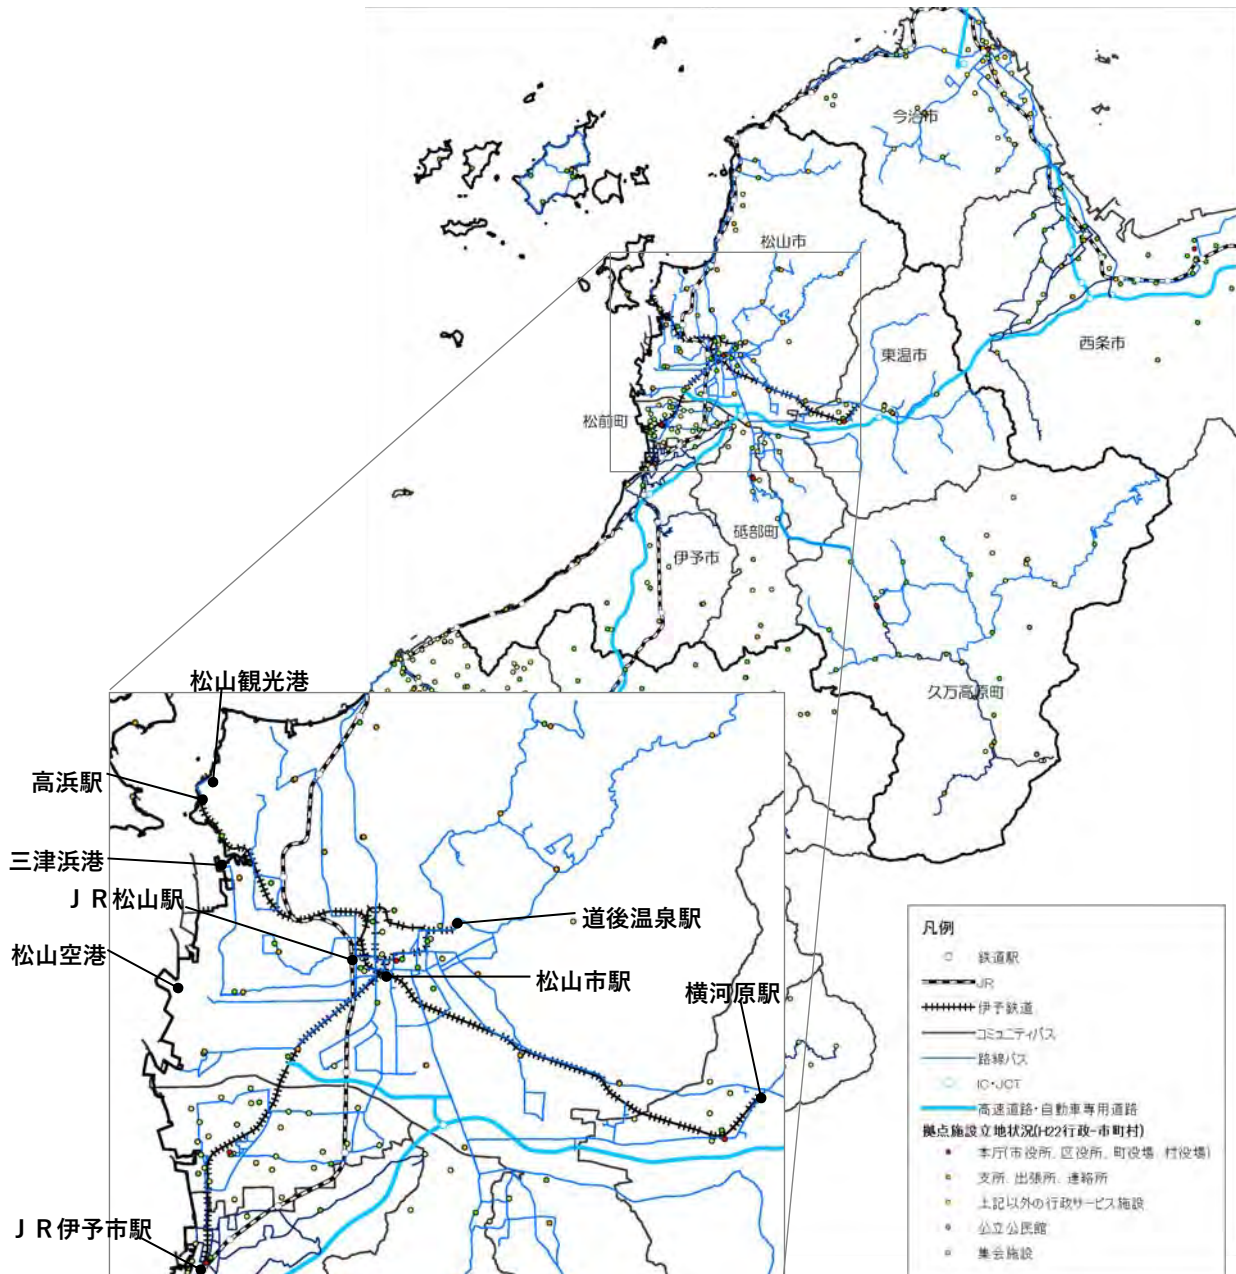 今治市
松山市
東温市
西条市
松前町
砥部町
伊予市
久万高原町
松山観光港
高浜駅
三津浜港
ＪＲ松山駅
道後温泉駅
松山空港
松山市駅
横河原駅
ＪＲ伊予市駅
凡例
鉄道駅
JR
伊予鉄道
コミュニティバス
路線バス
IC・JCT
高速道路・自動車専用道路
拠点施設立地状況(H22行政-市町村)
本庁(市役所、区役所、町役場、村役場)
支所、出張所、連絡所
上記以外の行政サービス施設
公立公民館
集会施設